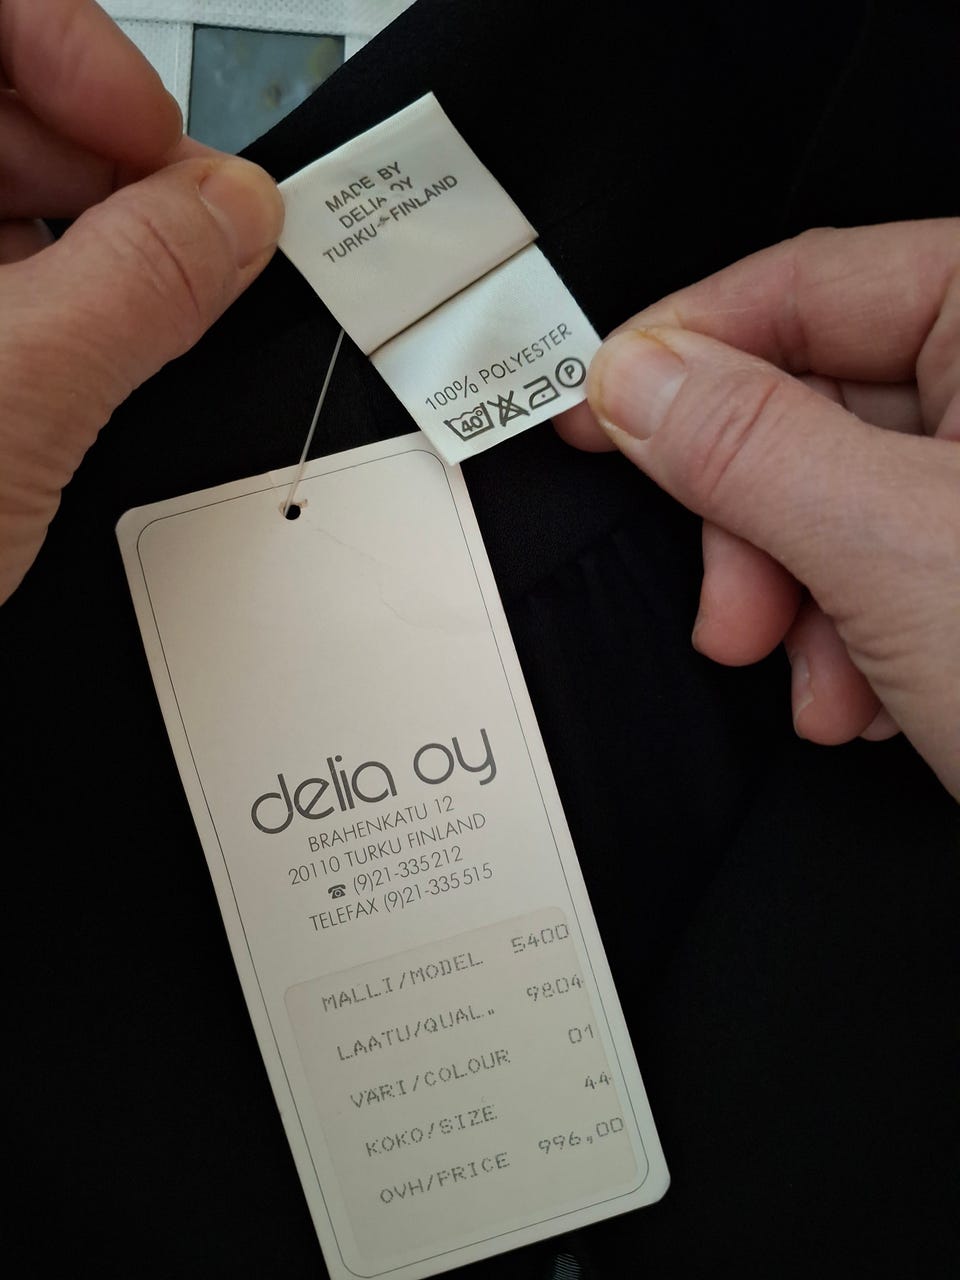 MADE BY
DELIA OY
TURKU-FINLAND
100% POLYESTER
40°
P
delia oy
BRAHENKATU 12
20110 TURKU FINLAND
☎ (9)21-335 212
TELEFAX (9)21-335 515
MALLI/MODEL 5400
LAATU/QUAL. 9804
VÄRI/COLOUR 01
KOKO/SIZE 44
OVH/PRICE 996,00